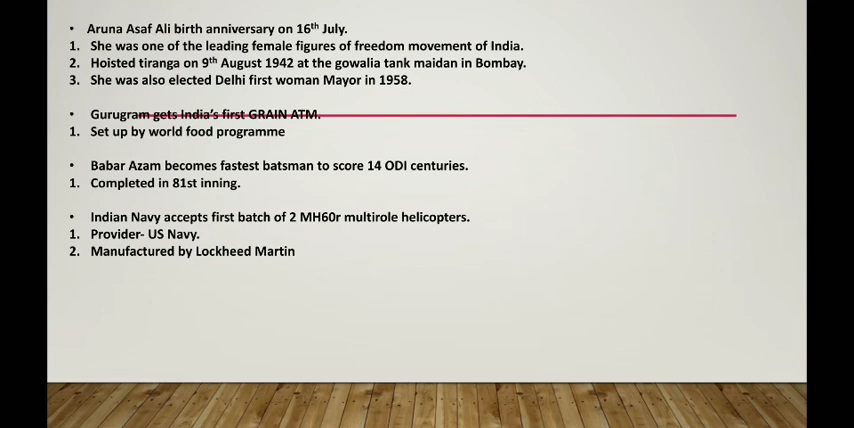 • Aruna Asaf Ali birth anniversary on 16th July.
1. She was one of the leading female figures of freedom movement of India.
2. Hoisted tiranga on 9th August 1942 at the gowalia tank maidan in Bombay.
3. She was also elected Delhi first woman Mayor in 1958.
• Gurugram gets India's first GRAIN ATM.
1. Set up by world food programme
• Babar Azam becomes fastest batsman to score 14 ODI centuries.
1. Completed in 81st inning.
• Indian Navy accepts first batch of 2 MH60r multirole helicopters.
1. Provider- US Navy.
2. Manufactured by Lockheed Martin